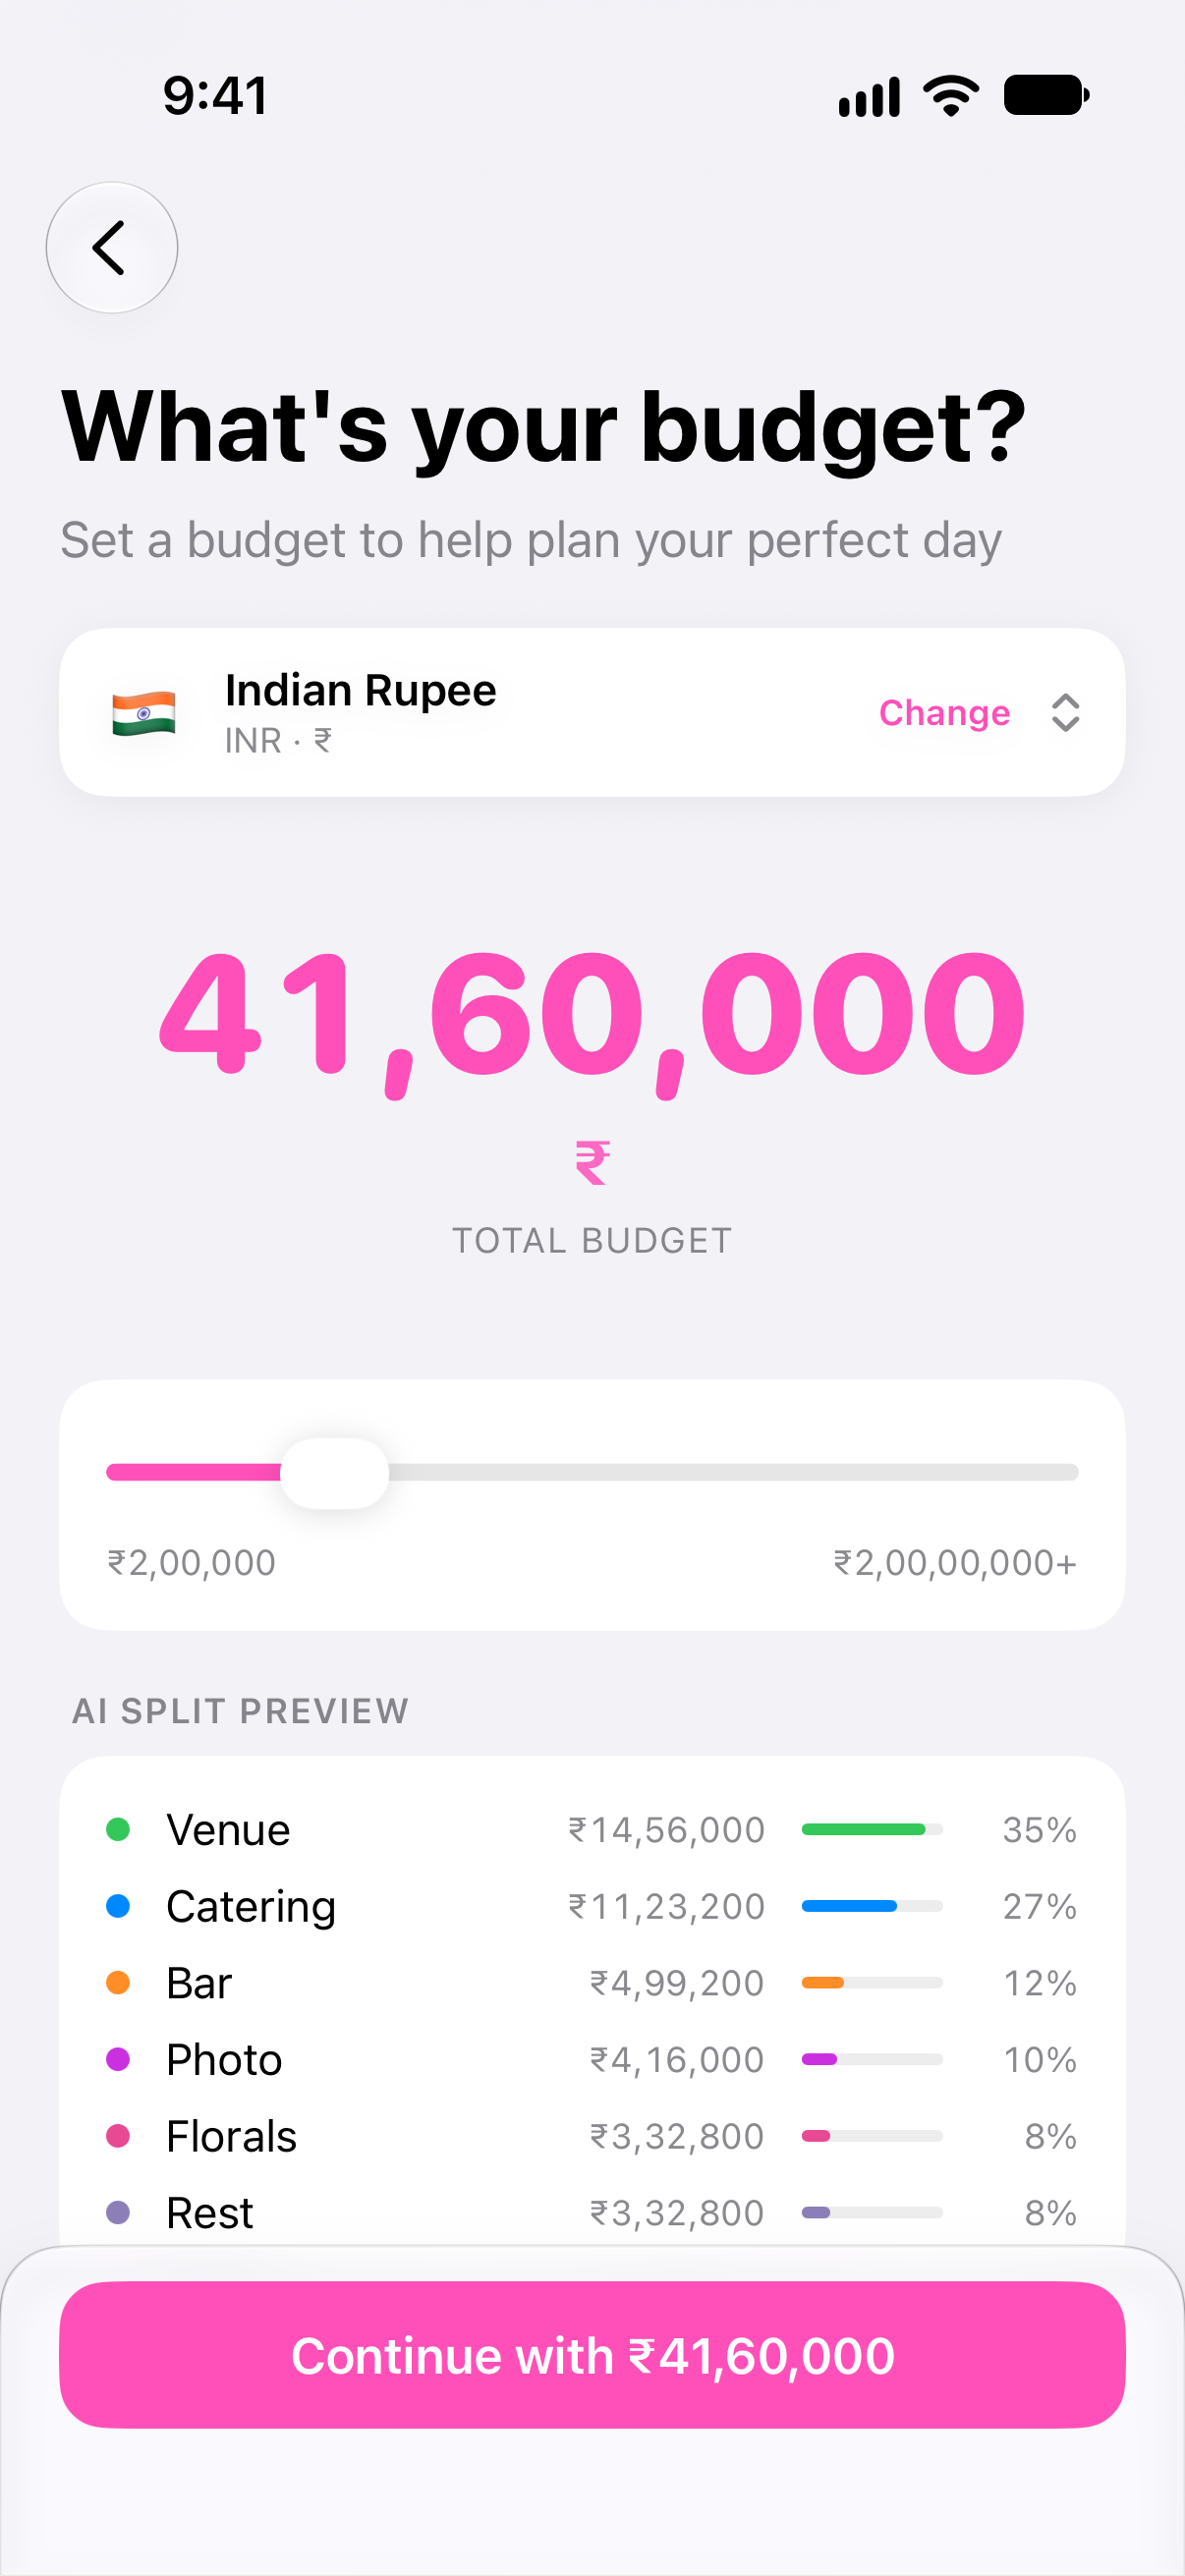 9:41
What's your budget?
Set a budget to help plan your perfect day
Indian Rupee
INR · ₹
Change
41,60,000
₹
TOTAL BUDGET
₹2,00,000
₹2,00,00,000+
AI SPLIT PREVIEW
Venue ₹14,56,000 35%
Catering ₹11,23,200 27%
Bar ₹4,99,200 12%
Photo ₹4,16,000 10%
Florals ₹3,32,800 8%
Rest ₹3,32,800 8%
Continue with ₹41,60,000